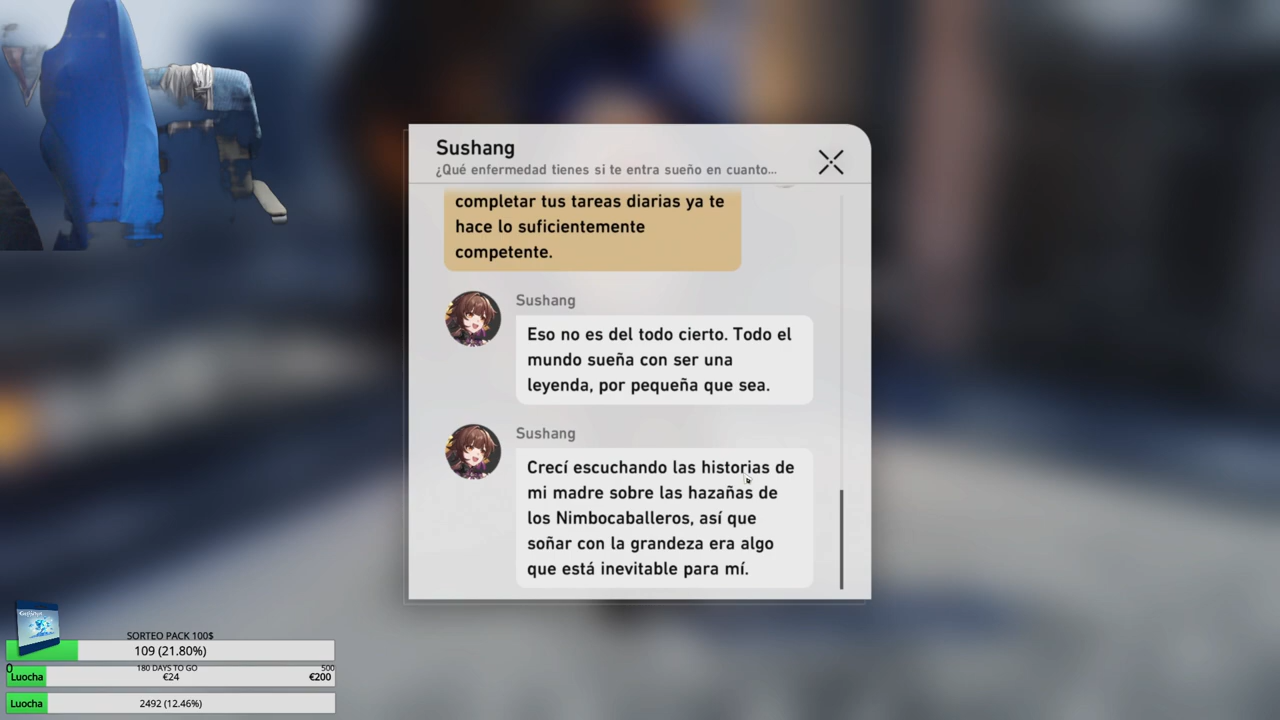 Sushang
¿Qué enfermedad tienes si te entra sueño en cuanto...
completar tus tareas diarias ya te
hace lo suficientemente
competente.
Sushang
Eso no es del todo cierto. Todo el
mundo sueña con ser una
leyenda, por pequeña que sea.
Sushang
Crecí escuchando las historias de
mi madre sobre las hazañas de
los Nimbocaballeros, así que
soñar con la grandeza era algo
que está inevitable para mí.
SORTEO PACK 100$
109 (21.80%)
0
180 DAYS TO GO
500
Luocha
€24
€200
Luocha
2492 (12.46%)